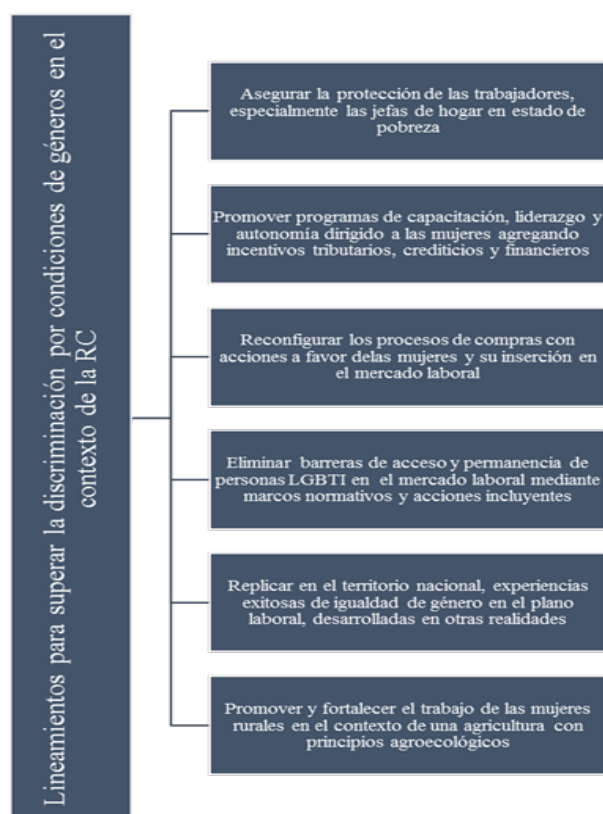 Lineamientos para superar la discriminación por condiciones de géneros en el
contexto de la RC
Asegurar la protección de las trabajadores,
especialmente las jefas de hogar en estado de
pobreza
Promover programas de capacitación, liderazgo y
autonomía dirigido a las mujeres agregando
incentivos tributarios, crediticios y financieros
Reconfigurar los procesos de compras con
acciones a favor delas mujeres y su inserción en
el mercado laboral
Eliminar barreras de acceso y permanencia de
personas LGBTI en el mercado laboral mediante
marcos normativos y acciones incluyentes
Replicar en el territorio nacional, experiencias
exitosas de igualdad de género en el plano
laboral, desarrolladas en otras realidades
Promover y fortalecer el trabajo de las mujeres
rurales en el contexto de una agricultura con
principios agroecológicos